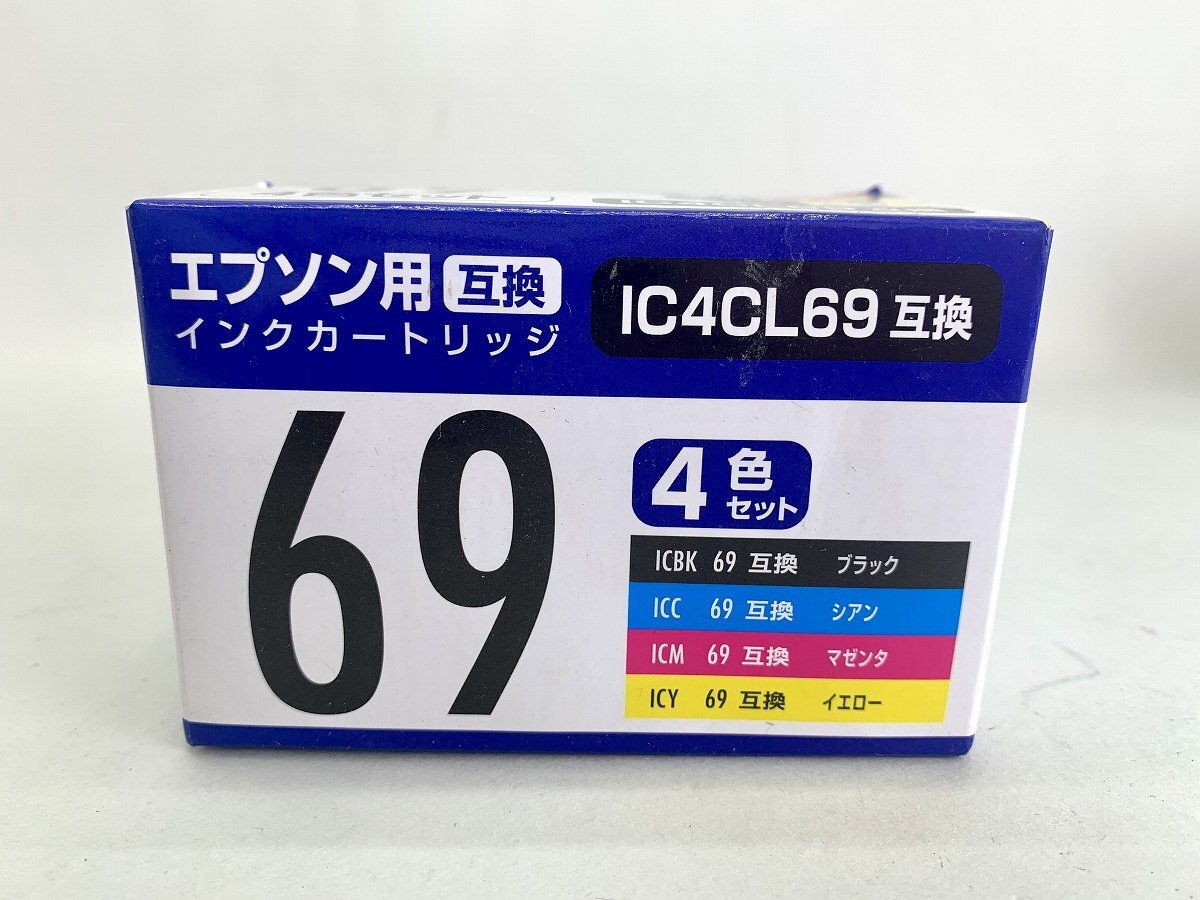 エプソン用 互換
インクカートリッジ
IC4CL69 互換
69
4色セット
ICBK 69 互換 ブラック
ICC 69 互換 シアン
ICM 69 互換 マゼンタ
ICY 69 互換 イエロー